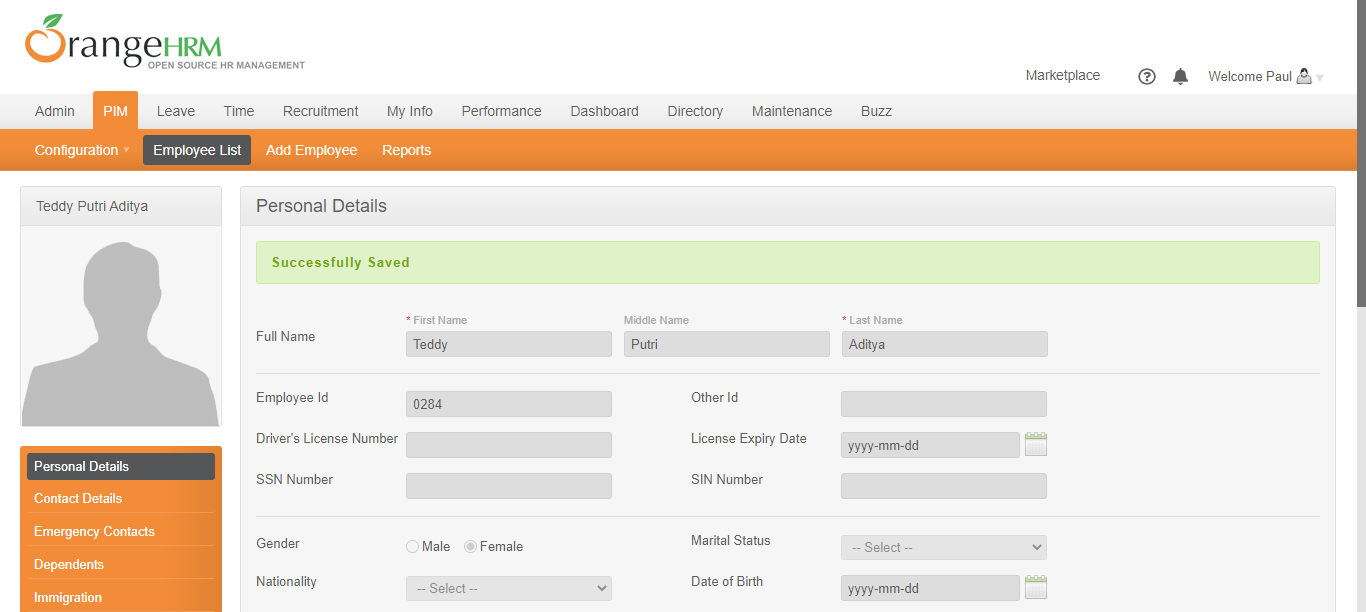 OrangeHRM
OPEN SOURCE HR MANAGEMENT
Marketplace ? Welcome Paul
Admin PIM Leave Time Recruitment My Info Performance Dashboard Directory Maintenance Buzz
Configuration Employee List Add Employee Reports
Teddy Putri Aditya
Personal Details
Successfully Saved
* First Name Middle Name * Last Name
Full Name Teddy Putri Aditya
Employee Id 0284 Other Id
Driver's License Number License Expiry Date yyyy-mm-dd
SSN Number SIN Number
Gender Male Female Marital Status -- Select --
Nationality -- Select -- Date of Birth yyyy-mm-dd
Personal Details
Contact Details
Emergency Contacts
Dependents
Immigration